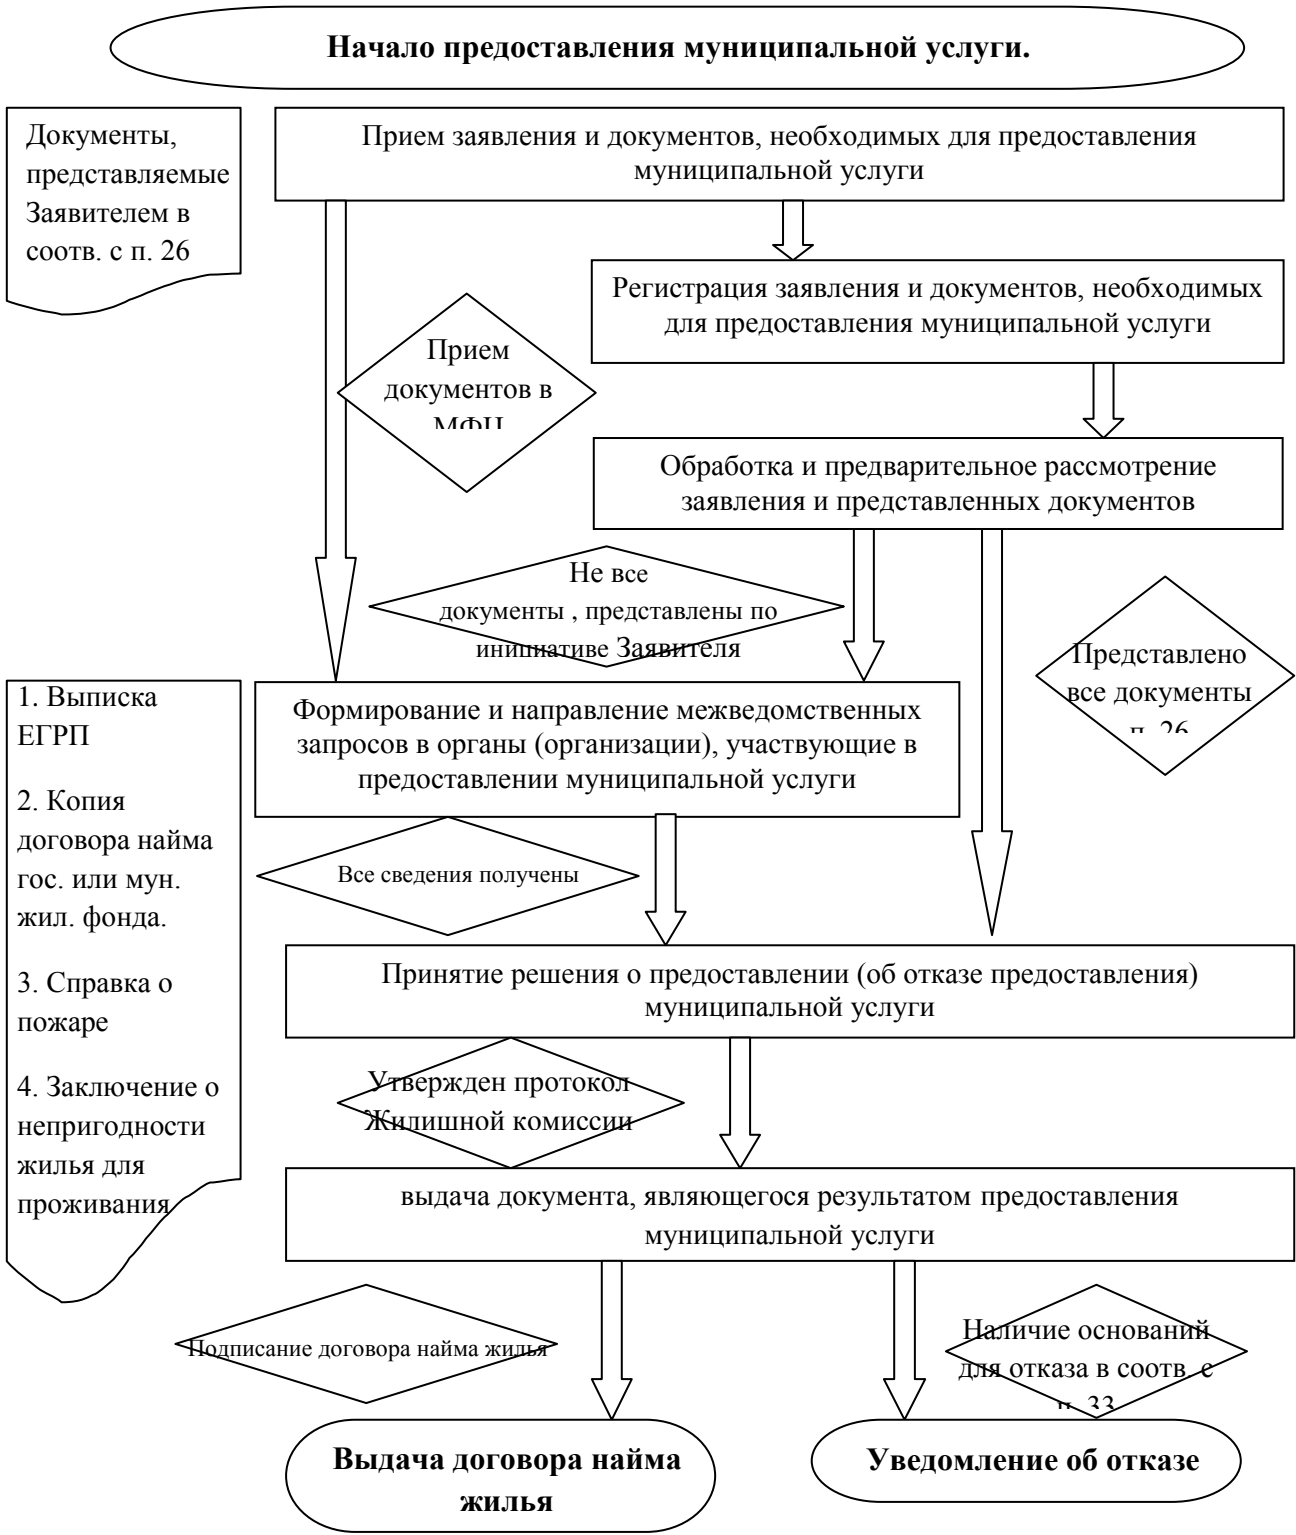 Начало предоставления муниципальной услуги.
Документы,
представляемые
Заявителем в
соотв. с п. 26
Прием заявления и документов, необходимых для предоставления
муниципальной услуги
Регистрация заявления и документов, необходимых
для предоставления муниципальной услуги
Прием
документов в
МФЦ
Обработка и предварительное рассмотрение
заявления и представленных документов
Не все
документы , представлены по
инициативе Заявителя
Представлено
все документы
п. 26
1. Выписка
ЕГРП
2. Копия
договора найма
гос. или мун.
жил. фонда.
3. Справка о
пожаре
4. Заключение о
непригодности
жилья для
проживания
Формирование и направление межведомственных
запросов в органы (организации), участвующие в
предоставлении муниципальной услуги
Все сведения получены
Принятие решения о предоставлении (об отказе предоставления)
муниципальной услуги
Утвержден протокол
Жилишной комиссии
выдача документа, являющегося результатом предоставления
муниципальной услуги
Подписание договора найма жилья
Наличие оснований
для отказа в соотв. с
п. 33
Выдача договора найма
жилья
Уведомление об отказе